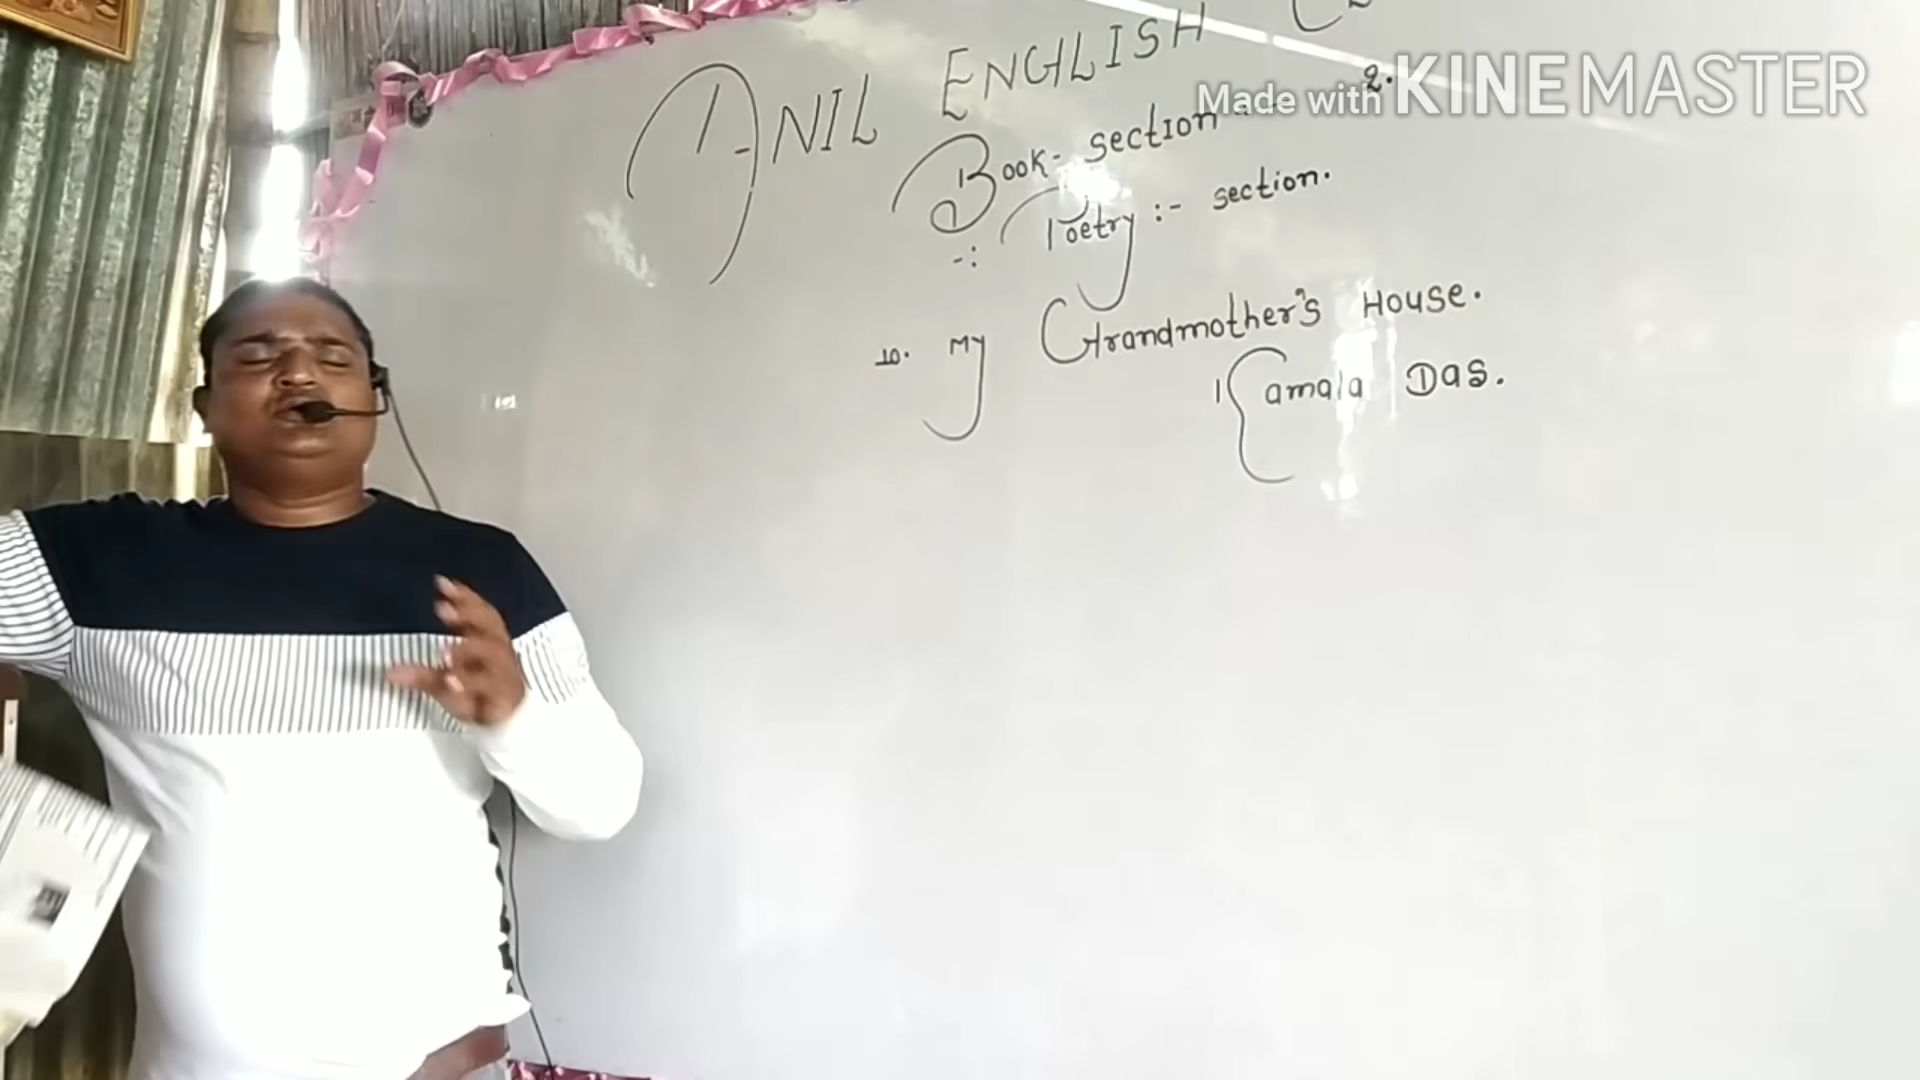 ANIL ENGLISH
Made with KINEMASTER
Book- section - 2.
-: Poetry :- section.
10. My Grandmother's House.
Kamala Das.